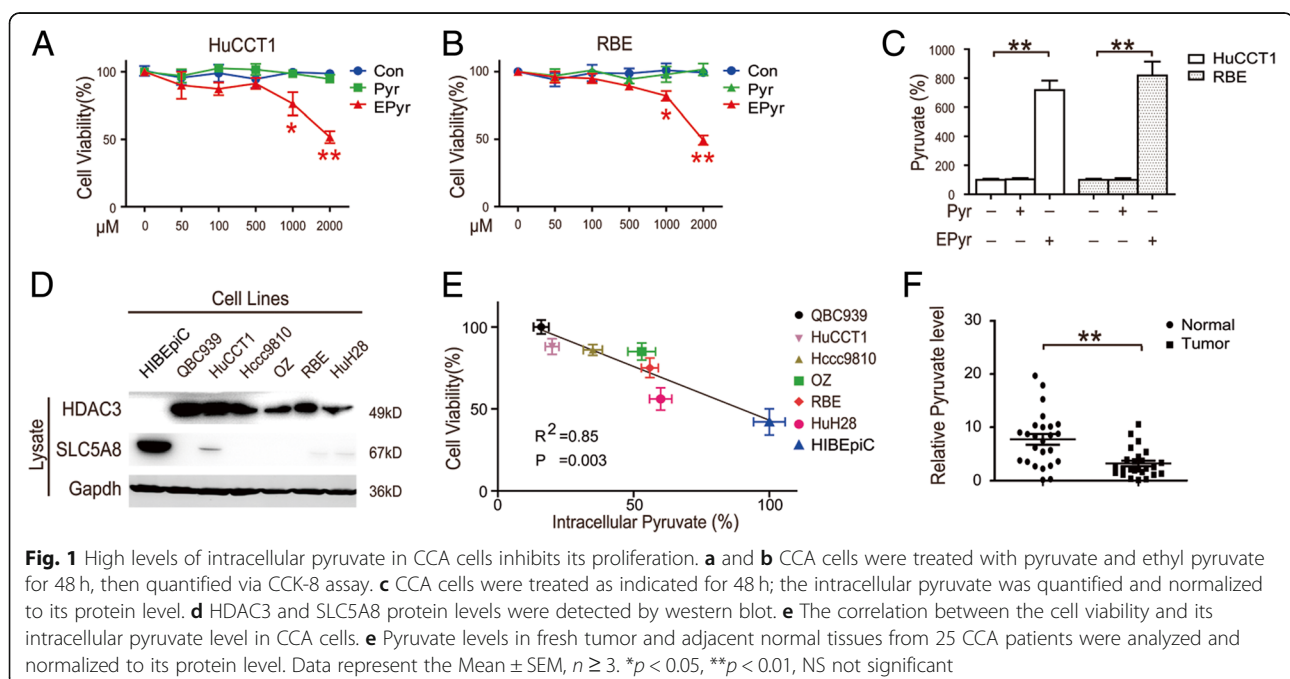 A
HuCCT1
Cell Viability(%)
100
50
0
Con
Pyr
EPyr
*
**
µM 0 50 100 500 1000 2000
B
RBE
Cell Viability(%)
100
50
0
Con
Pyr
EPyr
*
**
µM 0 50 100 500 1000 2000
C
Pyruvate (%)
1000
800
600
400
200
0
** **
HuCCT1
RBE
Pyr − + − − + −
EPyr − − + − − +
D
Cell Lines
HIBEpiC QBC939 HuCCT1 Hccc9810 OZ RBE HuH28
Lysate
HDAC3 49kD
SLC5A8 67kD
Gapdh 36kD
E
Cell Viability(%)
100
50
0
R2 =0.85
P =0.003
0 50 100
Intracellular Pyruvate (%)
QBC939
HuCCT1
Hccc9810
OZ
RBE
HuH28
HIBEpiC
F
Relative Pyruvate level
30
20
10
0
**
Normal
Tumor
Fig. 1 High levels of intracellular pyruvate in CCA cells inhibits its proliferation. a and b CCA cells were treated with pyruvate and ethyl pyruvate
for 48 h, then quantified via CCK-8 assay. c CCA cells were treated as indicated for 48 h; the intracellular pyruvate was quantified and normalized
to its protein level. d HDAC3 and SLC5A8 protein levels were detected by western blot. e The correlation between the cell viability and its
intracellular pyruvate level in CCA cells. e Pyruvate levels in fresh tumor and adjacent normal tissues from 25 CCA patients were analyzed and
normalized to its protein level. Data represent the Mean ± SEM, n ≥ 3. *p < 0.05, **p < 0.01, NS not significant